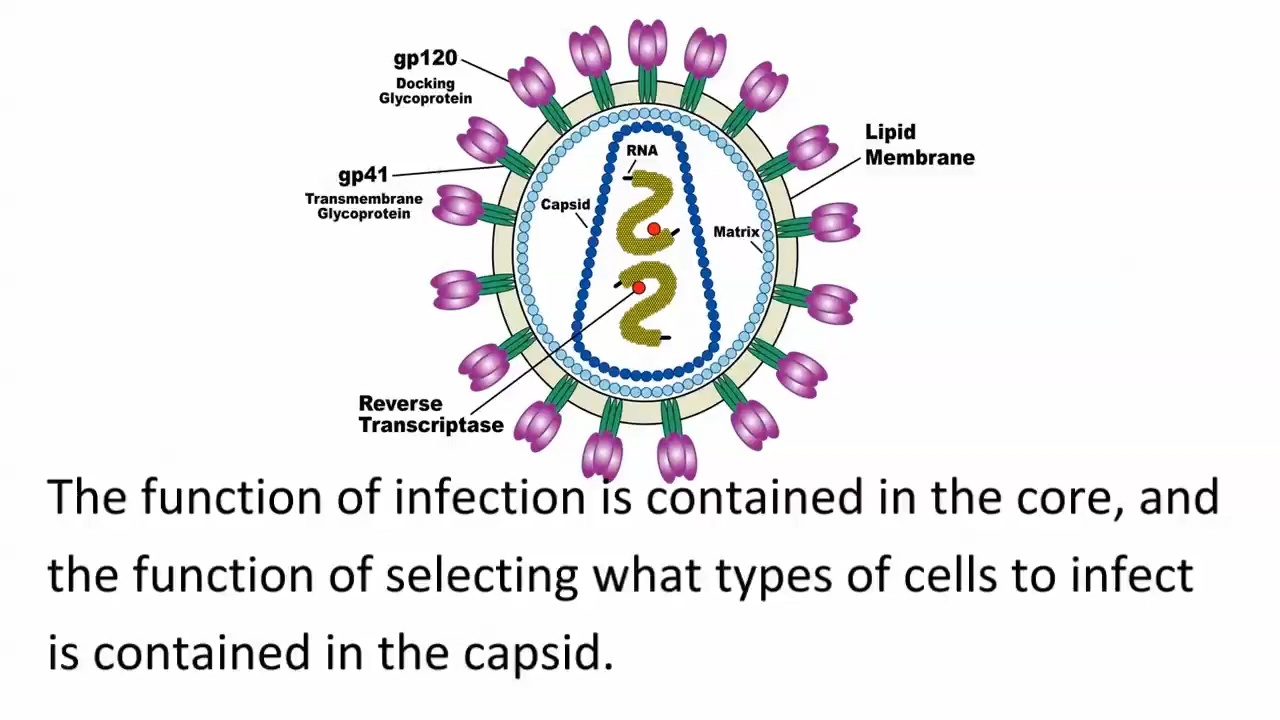 gp120
Docking
Glycoprotein
gp41
Transmembrane
Glycoprotein
Lipid
Membrane
RNA
Capsid
Matrix
Reverse
Transcriptase
The function of infection is contained in the core, and
the function of selecting what types of cells to infect
is contained in the capsid.